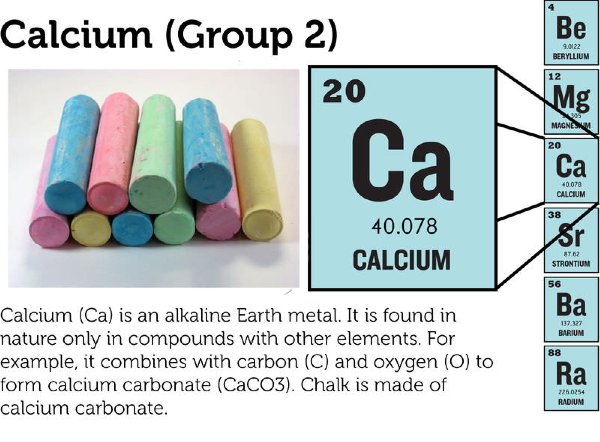 Calcium (Group 2)
20
Ca
40.078
CALCIUM
Calcium (Ca) is an alkaline Earth metal. It is found in
nature only in compounds with other elements. For
example, it combines with carbon (C) and oxygen (O) to
form calcium carbonate (CaCO3). Chalk is made of
calcium carbonate.
4
Be
9.0122
BERYLLIUM
12
Mg
MAGNESIUM
20
Ca
40.078
CALCIUM
38
Sr
87.62
STRONTIUM
56
Ba
137.327
BARIUM
88
Ra
226.0254
RADIUM